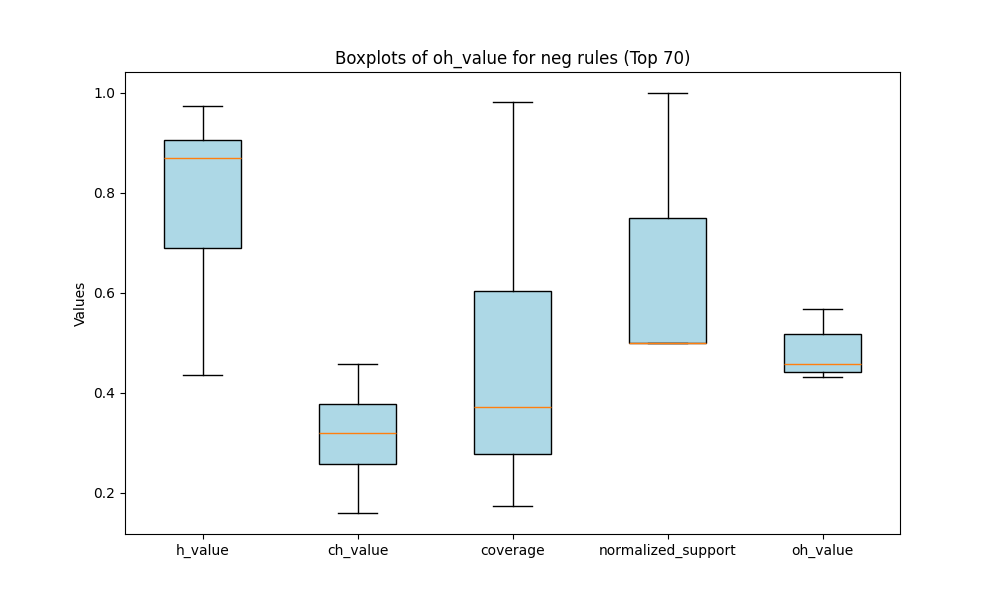 Boxplots of oh_value for neg rules (Top 70)
Values
1.0
0.8
0.6
0.4
0.2
h_value ch_value coverage normalized_support oh_value